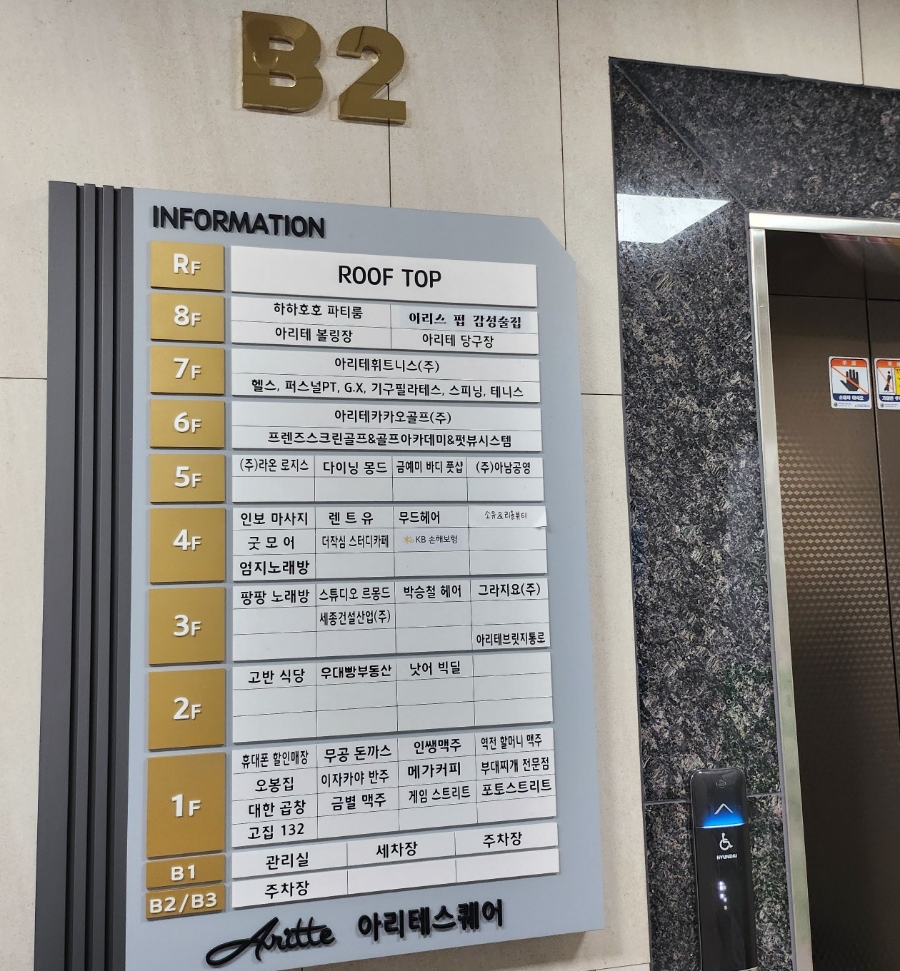 B2
INFORMATION
RF ROOF TOP
8F 하하호호 파티룸 이리스 펍 감성술집
아리테 볼링장 아리테 당구장
7F 아리테휘트니스(주)
헬스, 퍼스널PT, G.X, 기구필라테스, 스피닝, 테니스
6F 아리테카카오골프(주)
프렌즈스크린골프&골프아카데미&펏뷰시스템
5F (주)라온 로지스 다이닝 몽드 금예미 바디 풋샵 (주)아남공영
4F 인보 마사지 렌트유 무드헤어
굿모어 더작심 스터디카페 KB 손해보험
엄지노래방
3F 팡팡 노래방 스튜디오 르몽드 박승철 헤어 그라지요(주)
세종건설산업(주)
아리테브릿지통로
2F 고반 식당 우대빵부동산 낫어 빅딜
1F 휴대폰 할인매장 무공 돈까스 인쌩맥주 역전 할머니 맥주
오봉집 이자카야 반주 메가커피 부대찌개 전문점
대한 곱창 금별 맥주 게임 스트리트 포토스트리트
고집 132
B1 관리실 세차장 주차장
B2/B3 주차장
Aritte 아리테스퀘어
HYUNDAI